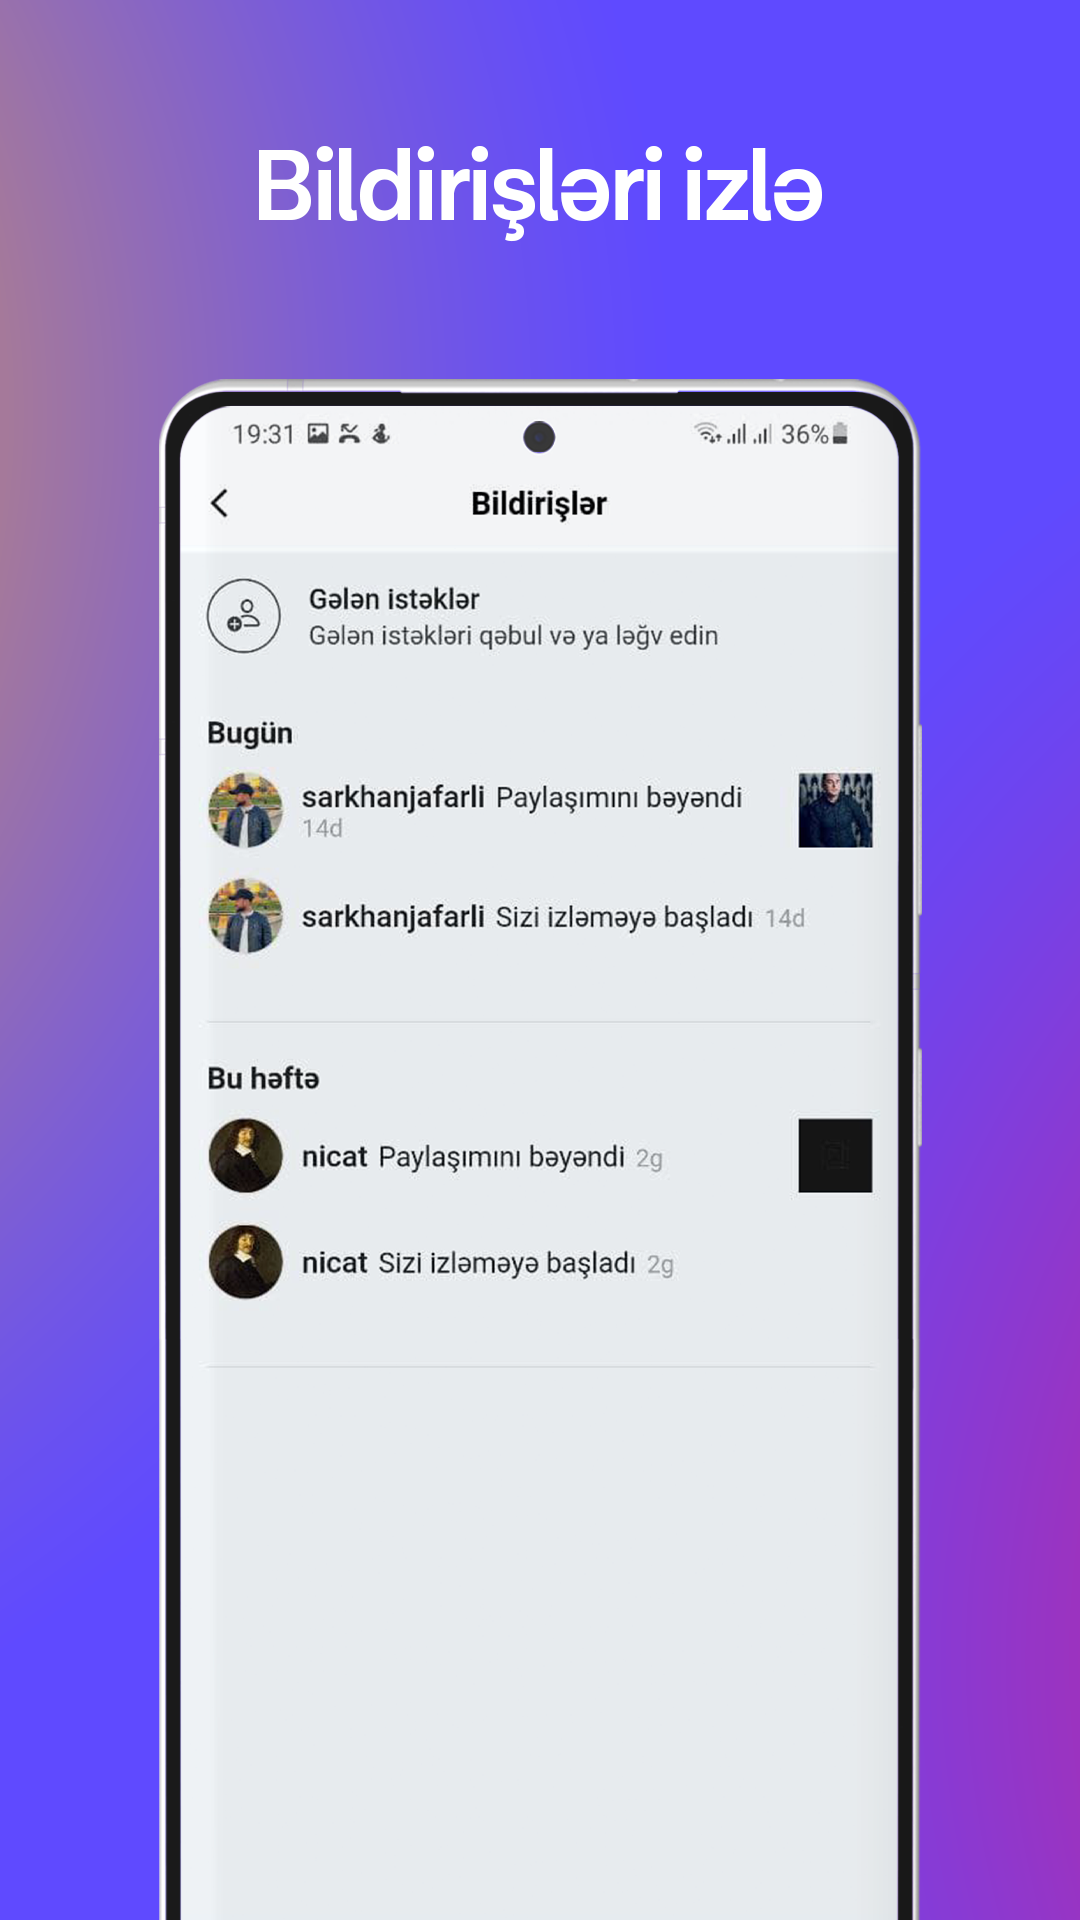 Bildirişləri izlə
19:31 36%
Bildirişlər
Gələn istəklər
Gələn istəkləri qəbul və ya ləğv edin
Bugün
sarkhanjafarli Paylaşımını bəyəndi
14d
sarkhanjafarli Sizi izləməyə başladı 14d
Bu həftə
nicat Paylaşımını bəyəndi 2g
nicat Sizi izləməyə başladı 2g